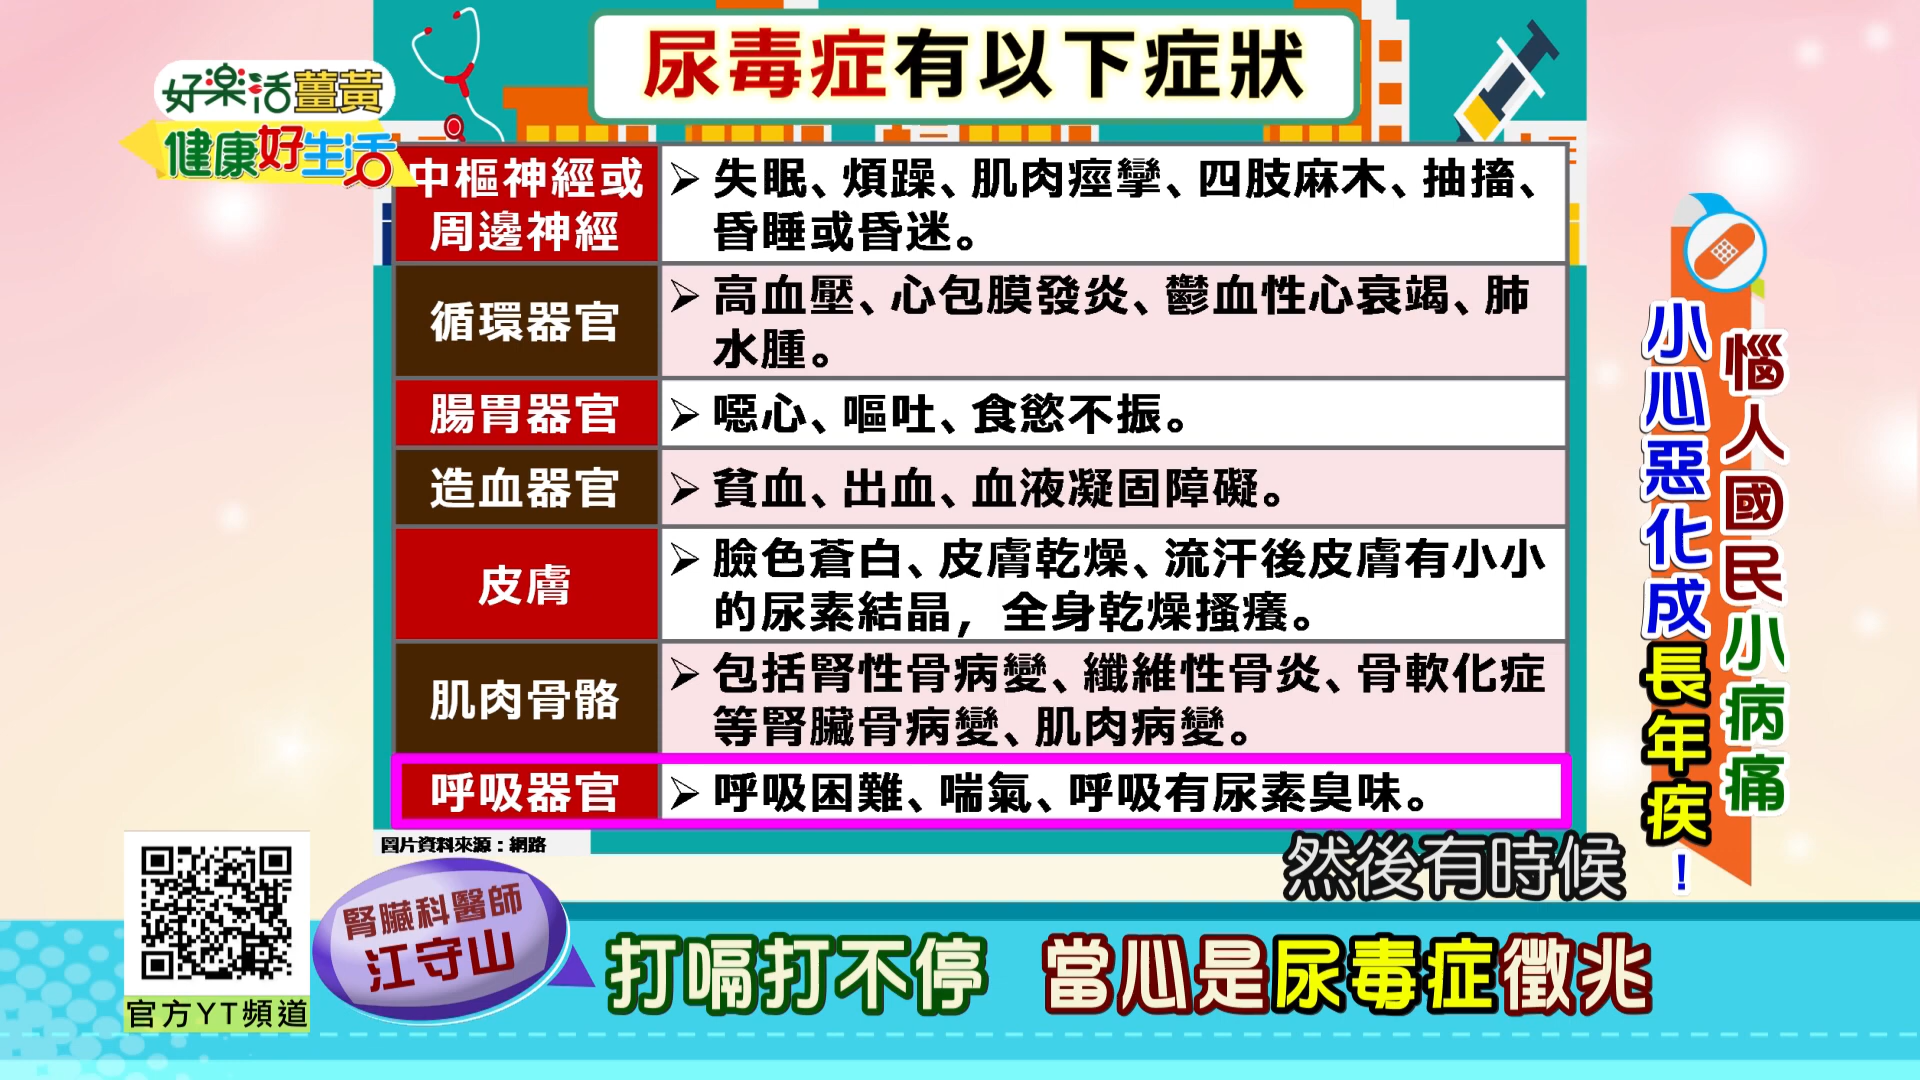 尿毒症有以下症狀
好樂活薑黃
健康好生活
中樞神經或
周邊神經
➢ 失眠、煩躁、肌肉痙攣、四肢麻木、抽搐、
昏睡或昏迷。
循環器官
➢ 高血壓、心包膜發炎、鬱血性心衰竭、肺
水腫。
腸胃器官
➢ 噁心、嘔吐、食慾不振。
造血器官
➢ 貧血、出血、血液凝固障礙。
皮膚
➢ 臉色蒼白、皮膚乾燥、流汗後皮膚有小小
的尿素結晶，全身乾燥搔癢。
肌肉骨骼
➢ 包括腎性骨病變、纖維性骨炎、骨軟化症
等腎臟骨病變、肌肉病變。
呼吸器官
➢ 呼吸困難、喘氣、呼吸有尿素臭味。
圖片資料來源：網路
惱人國民小病痛
小心惡化成長年疾！
然後有時候
腎臟科醫師
江守山
打嗝打不停 當心是尿毒症徵兆
官方YT頻道